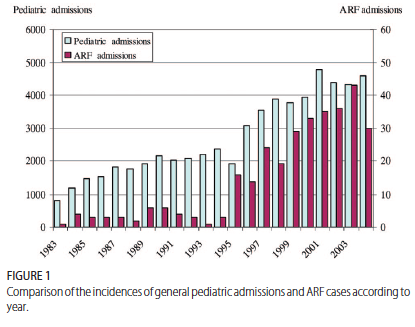 Pediatric admissions ARF admissions
6000 60
Pediatric admissions
ARF admissions
5000 50
4000 40
3000 30
2000 20
1000 10
0 0
1983 1985 1987 1989 1991 1993 1995 1997 1999 2001 2003
FIGURE 1
Comparison of the incidences of general pediatric admissions and ARF cases according to
year.